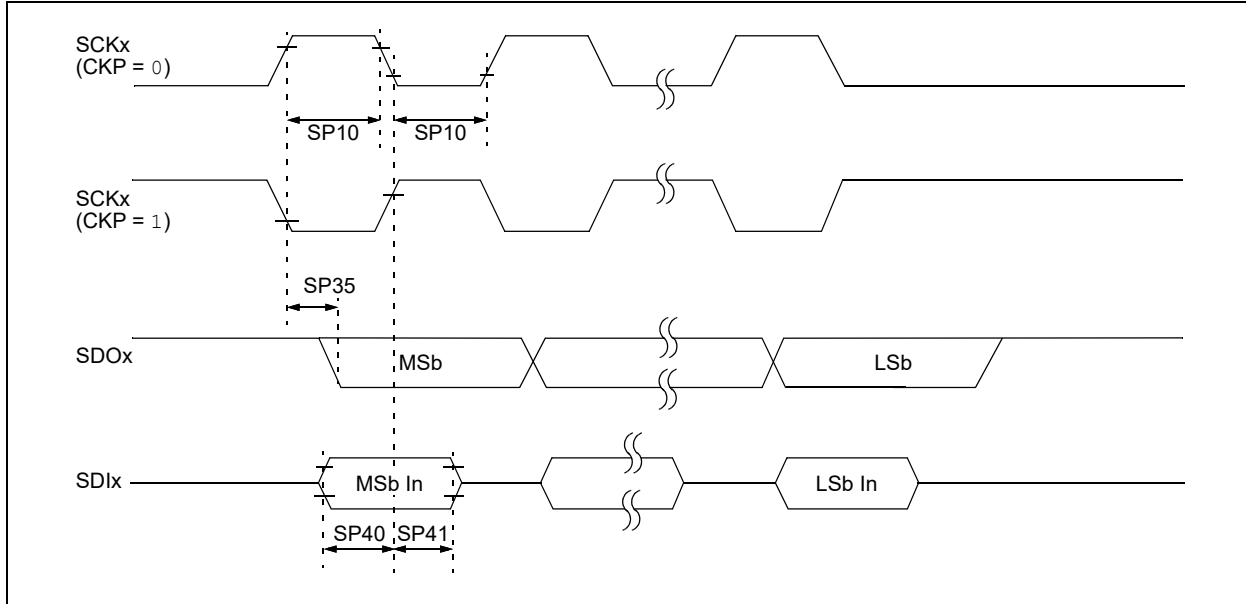 SCKx
(CKP = 0)
SP10
SP10
SCKx
(CKP = 1)
SP35
SDOx
MSb
LSb
SDIx
MSb In
LSb In
SP40
SP41